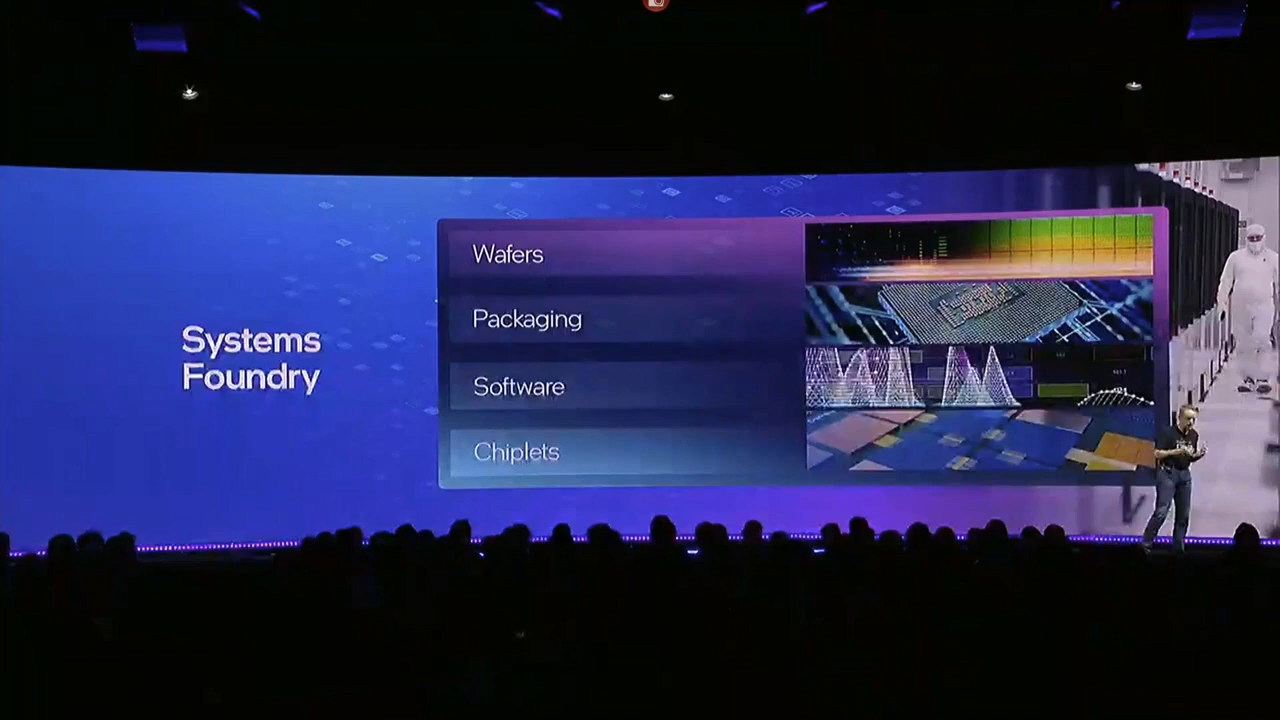 Systems
Foundry
Wafers
Packaging
Software
Chiplets